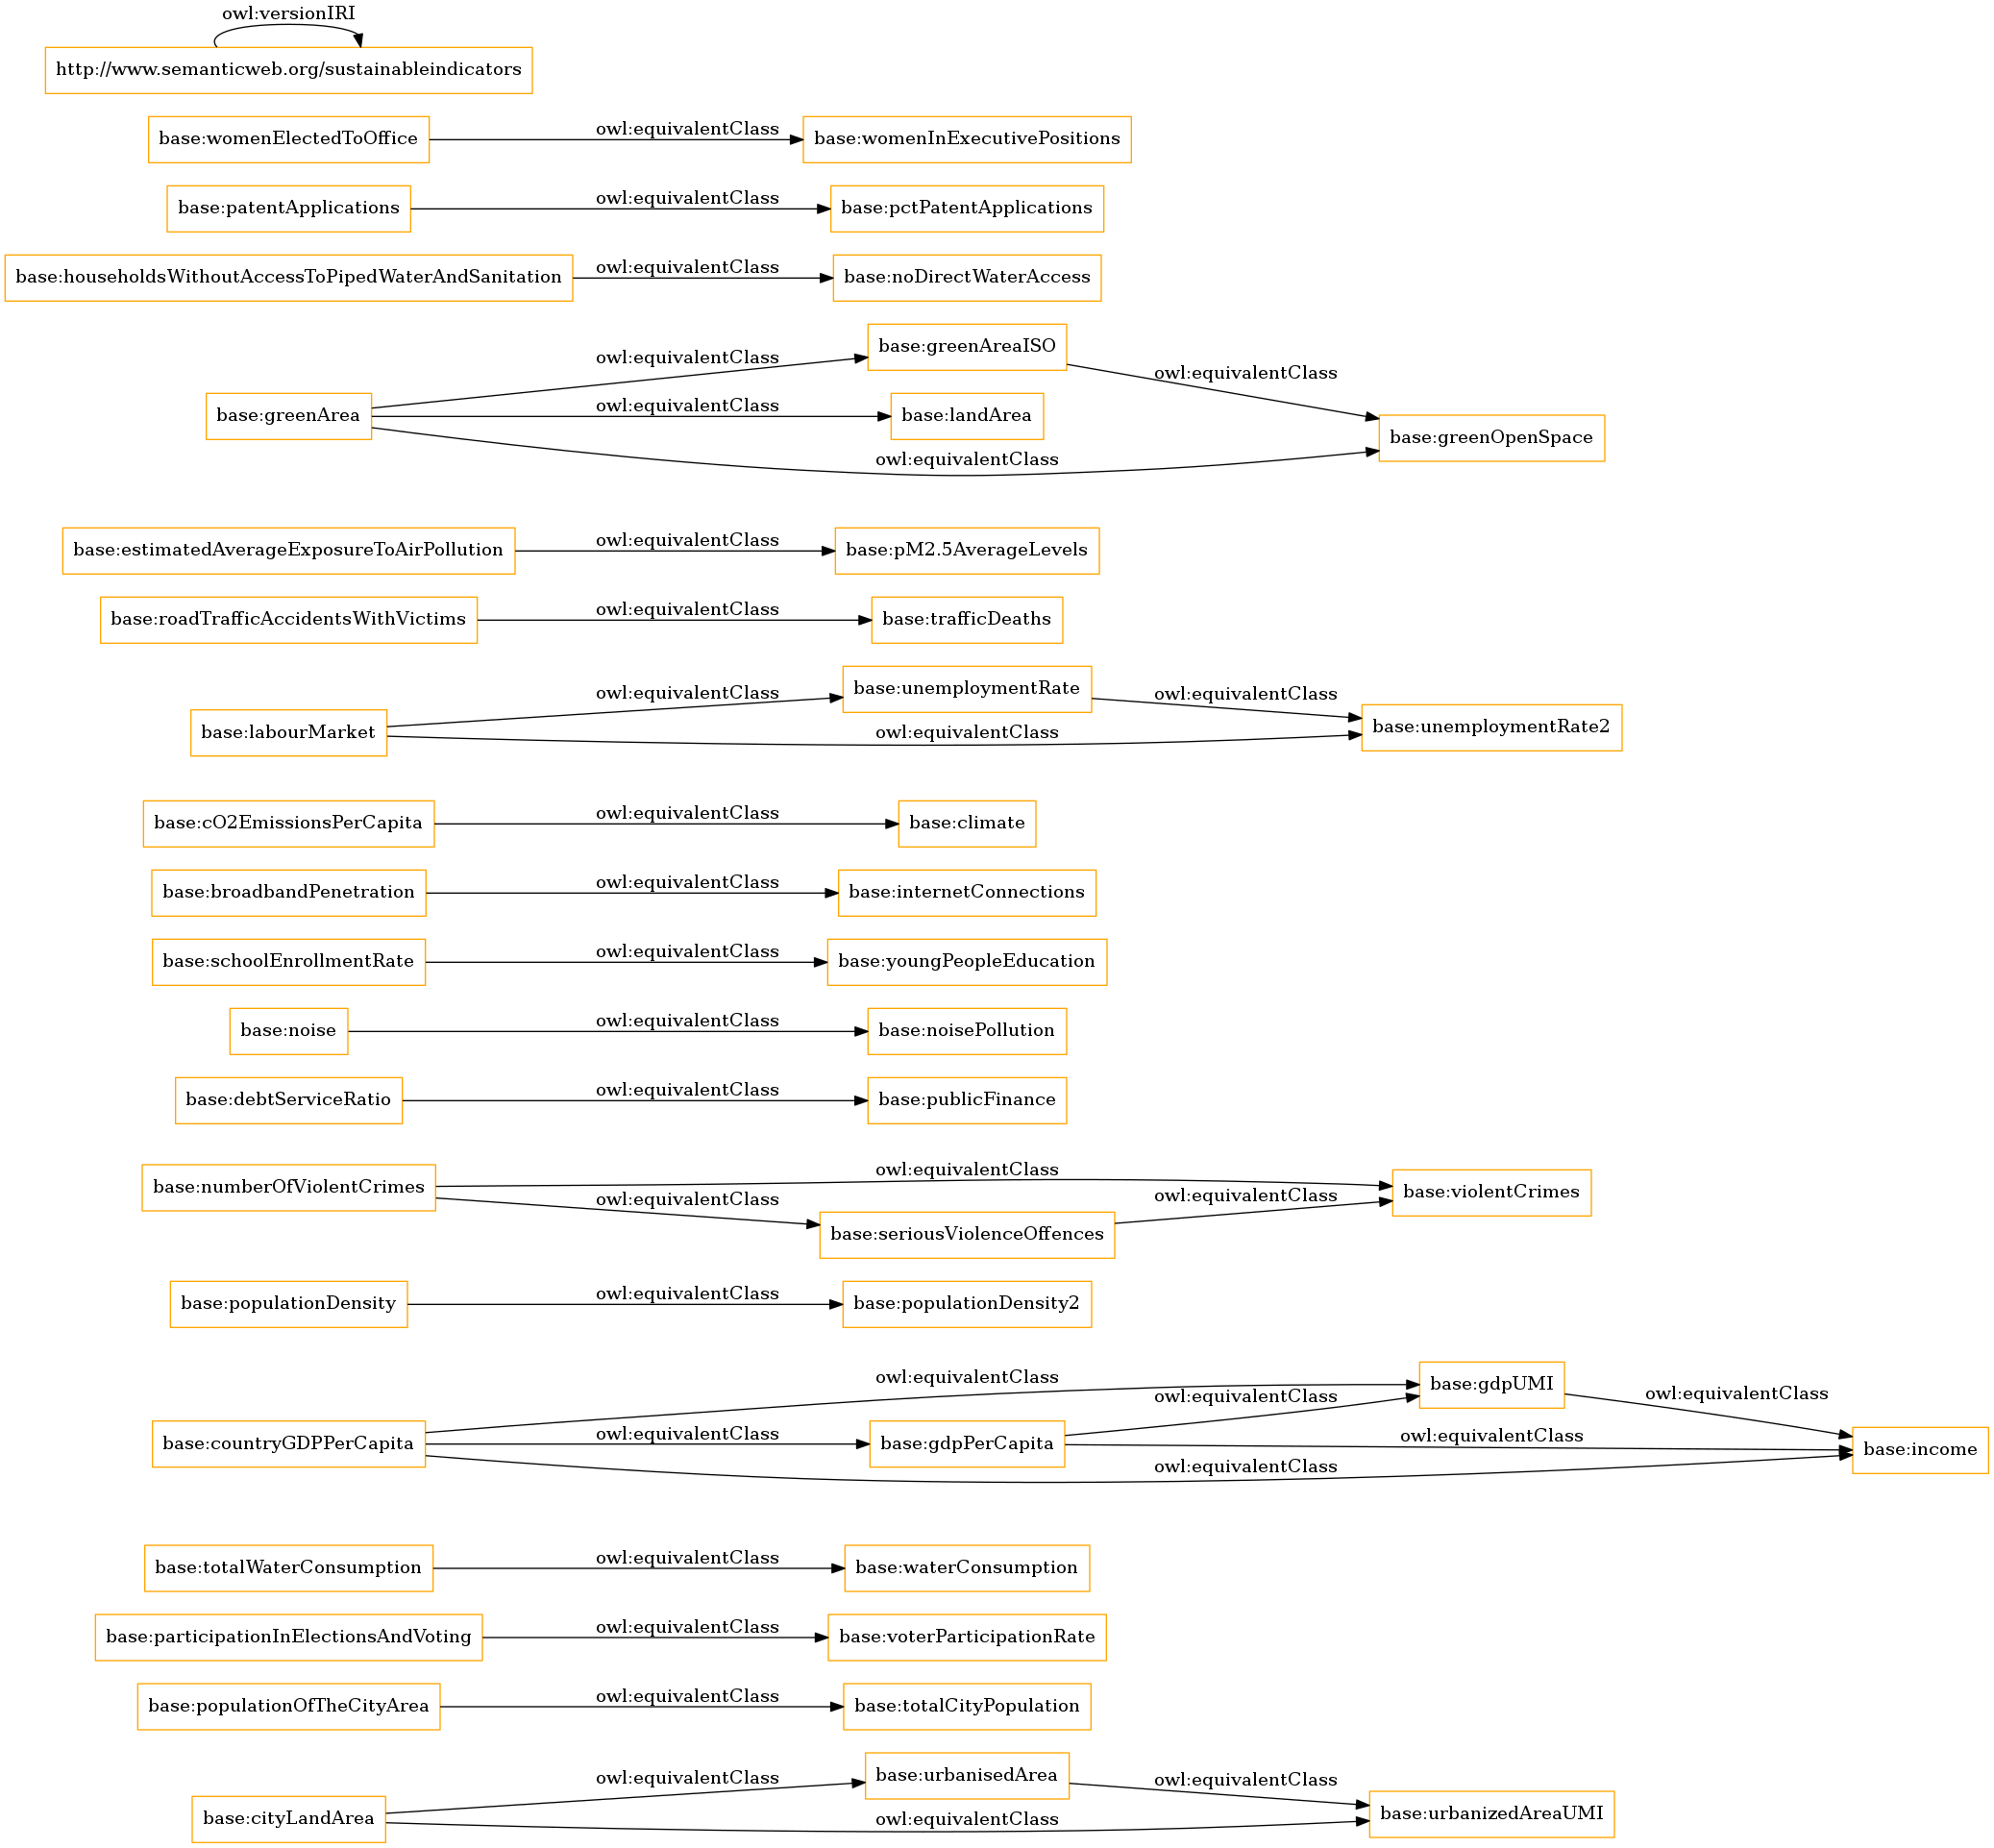 owl:versionIRI
http://www.semanticweb.org/sustainableindicators
base:womenElectedToOffice owl:equivalentClass base:womenInExecutivePositions
base:patentApplications owl:equivalentClass base:pctPatentApplications
base:householdsWithoutAccessToPipedWaterAndSanitation owl:equivalentClass base:noDirectWaterAccess
owl:equivalentClass base:greenAreaISO
owl:equivalentClass
base:greenArea owl:equivalentClass base:landArea
base:greenOpenSpace
owl:equivalentClass
base:estimatedAverageExposureToAirPollution owl:equivalentClass base:pM2.5AverageLevels
base:roadTrafficAccidentsWithVictims owl:equivalentClass base:trafficDeaths
owl:equivalentClass base:unemploymentRate owl:equivalentClass
base:labourMarket owl:equivalentClass base:unemploymentRate2
base:cO2EmissionsPerCapita owl:equivalentClass base:climate
base:broadbandPenetration owl:equivalentClass base:internetConnections
base:schoolEnrollmentRate owl:equivalentClass base:youngPeopleEducation
base:noise owl:equivalentClass base:noisePollution
base:debtServiceRatio owl:equivalentClass base:publicFinance
owl:equivalentClass
base:numberOfViolentCrimes owl:equivalentClass owl:equivalentClass base:violentCrimes
base:seriousViolenceOffences
base:populationDensity owl:equivalentClass base:populationDensity2
owl:equivalentClass base:gdpUMI
owl:equivalentClass owl:equivalentClass
base:countryGDPPerCapita owl:equivalentClass base:gdpPerCapita owl:equivalentClass base:income
owl:equivalentClass
base:totalWaterConsumption owl:equivalentClass base:waterConsumption
base:participationInElectionsAndVoting owl:equivalentClass base:voterParticipationRate
base:populationOfTheCityArea owl:equivalentClass base:totalCityPopulation
owl:equivalentClass base:urbanisedArea owl:equivalentClass
base:cityLandArea owl:equivalentClass base:urbanizedAreaUMI